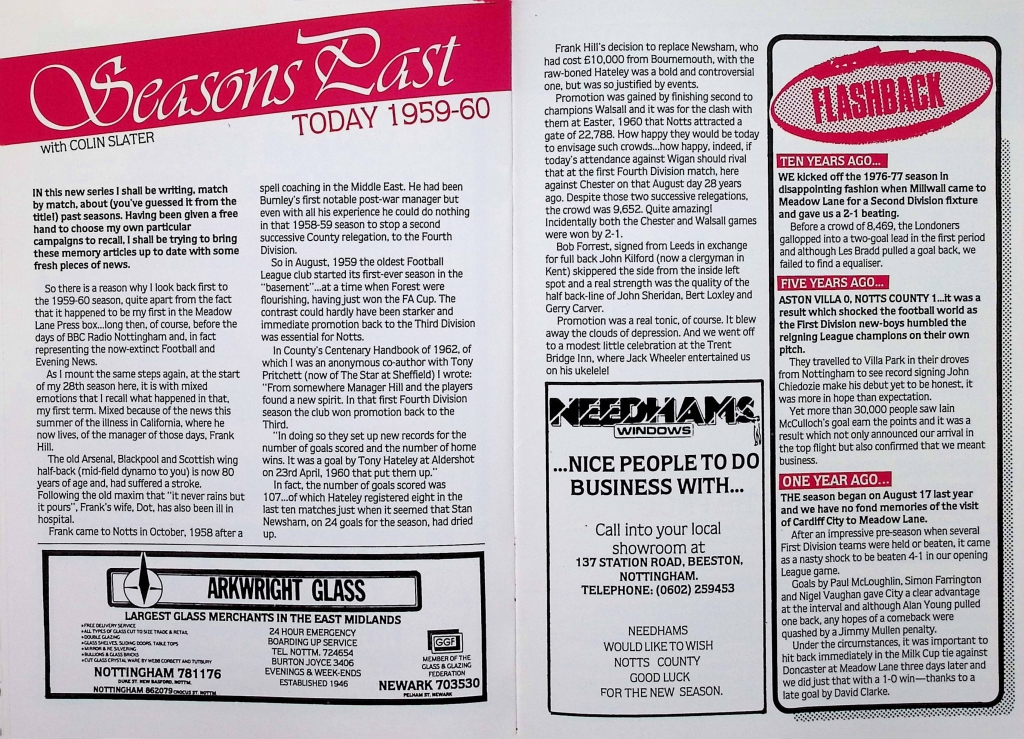 Seasons Past
TODAY 1959-60
with COLIN SLATER
IN this new series I shall be writing, match
by match, about (you've guessed it from the
title!) past seasons. Having been given a free
hand to choose my own particular
campaigns to recall, I shall be trying to bring
these memory articles up to date with some
fresh pieces of news.
So there is a reason why I look back first to
the 1959-60 season, quite apart from the fact
that it happened to be my first in the Meadow
Lane Press box...long then, of course, before the
days of BBC Radio Nottingham and, in fact
representing the now-extinct Football and
Evening News.
As I mount the same steps again, at the start
of my 28th season here, it is with mixed
emotions that I recall what happened in that,
my first term. Mixed because of the news this
summer of the illness in California, where he
now lives, of the manager of those days, Frank
Hill.
The old Arsenal, Blackpool and Scottish wing
half-back (mid-field dynamo to you) is now 80
years of age and, had suffered a stroke.
Following the old maxim that "it never rains but
it pours", Frank's wife, Dot, has also been ill in
hospital.
Frank came to Notts in October, 1958 after a
spell coaching in the Middle East. He had been
Burnley's first notable post-war manager but
even with all his experience he could do nothing
in that 1958-59 season to stop a second
successive County relegation, to the Fourth
Division.
So in August, 1959 the oldest Football
League club started its first-ever season in the
"basement"...at a time when Forest were
flourishing, having just won the FA Cup. The
contrast could hardly have been starker and
immediate promotion back to the Third Division
was essential for Notts.
In County's Centenary Handbook of 1962, of
which I was an anonymous co-author with Tony
Pritchett (now of The Star at Sheffield) I wrote:
"From somewhere Manager Hill and the players
found a new spirit. In that first Fourth Division
season the club won promotion back to the
Third.
"In doing so they set up new records for the
number of goals scored and the number of home
wins. It was a goal by Tony Hateley at Aldershot
on 23rd April, 1960 that put them up."
In fact, the number of goals scored was
107...of which Hateley registered eight in the
last ten matches just when it seemed that Stan
Newsham, on 24 goals for the season, had dried
up.
ARKWRIGHT GLASS
LARGEST GLASS MERCHANTS IN THE EAST MIDLANDS
•FREE DELIVERY SERVICE
•ALL TYPES OF GLASS CUT TO SIZE TRADE & RETAIL
•DOUBLE GLAZING
•GLASS SHELVES, SLIDING DOORS, TABLE TOPS
•MIRROR & RE SILVERING
•BULLIONS & GLASS BRICKS
•CUT GLASS CRYSTAL WARE BY WEBB CORBETT AND TUTBURY
NOTTINGHAM 781176
DUKE ST. NEW BASFORD, NOTTM.
NOTTINGHAM 862079 CROCUS ST. NOTTM
24 HOUR EMERGENCY
BOARDING UP SERVICE
TEL. NOTTM. 724654
BURTON JOYCE 3406
EVENINGS & WEEK-ENDS
ESTABLISHED 1946
GGF
MEMBER OF THE
GLASS & GLAZING
FEDERATION
NEWARK 703530
PELHAM ST. NEWARK
Frank Hill's decision to replace Newsham, who
had cost £10,000 from Bournemouth, with the
raw-boned Hateley was a bold and controversial
one, but was so justified by events.
Promotion was gained by finishing second to
champions Walsall and it was for the clash with
them at Easter, 1960 that Notts attracted a
gate of 22,788. How happy they would be today
to envisage such crowds...how happy, indeed, if
today's attendance against Wigan should rival
that at the first Fourth Division match, here
against Chester on that August day 28 years
ago. Despite those two successive relegations,
the crowd was 9,652. Quite amazing!
Incidentally both the Chester and Walsall games
were won by 2-1.
Bob Forrest, signed from Leeds in exchange
for full back John Kilford (now a clergyman in
Kent) skippered the side from the inside left
spot and a real strength was the quality of the
half back-line of John Sheridan, Bert Loxley and
Gerry Carver.
Promotion was a real tonic, of course. It blew
away the clouds of depression. And we went off
to a modest little celebration at the Trent
Bridge Inn, where Jack Wheeler entertained us
on his ukelele!
NEEDHAMS
WINDOWS
...NICE PEOPLE TO DO
BUSINESS WITH...
Call into your local
showroom at
137 STATION ROAD, BEESTON,
NOTTINGHAM.
TELEPHONE: (0602) 259453
NEEDHAMS
WOULD LIKE TO WISH
NOTTS COUNTY
GOOD LUCK
FOR THE NEW SEASON.
FLASHBACK
TEN YEARS AGO...
WE kicked off the 1976-77 season in
disappointing fashion when Millwall came to
Meadow Lane for a Second Division fixture
and gave us a 2-1 beating.
Before a crowd of 8,469, the Londoners
gallopped into a two-goal lead in the first period
and although Les Bradd pulled a goal back, we
failed to find a equaliser.
FIVE YEARS AGO...
ASTON VILLA 0, NOTTS COUNTY 1...it was a
result which shocked the football world as
the First Division new-boys humbled the
reigning League champions on their own
pitch.
They travelled to Villa Park in their droves
from Nottingham to see record signing John
Chiedozie make his debut yet to be honest, it
was more in hope than expectation.
Yet more than 30,000 people saw Iain
McCulloch's goal earn the points and it was a
result which not only announced our arrival in
the top flight but also confirmed that we meant
business.
ONE YEAR AGO...
THE season began on August 17 last year
and we have no fond memories of the visit
of Cardiff City to Meadow Lane.
After an impressive pre-season when several
First Division teams were held or beaten, it came
as a nasty shock to be beaten 4-1 in our opening
League game.
Goals by Paul McLoughlin, Simon Farrington
and Nigel Vaughan gave City a clear advantage
at the interval and although Alan Young pulled
one back, any hopes of a comeback were
quashed by a Jimmy Mullen penalty.
Under the circumstances, it was important to
hit back immediately in the Milk Cup tie against
Doncaster at Meadow Lane three days later and
we did just that with a 1-0 win—thanks to a
late goal by David Clarke.